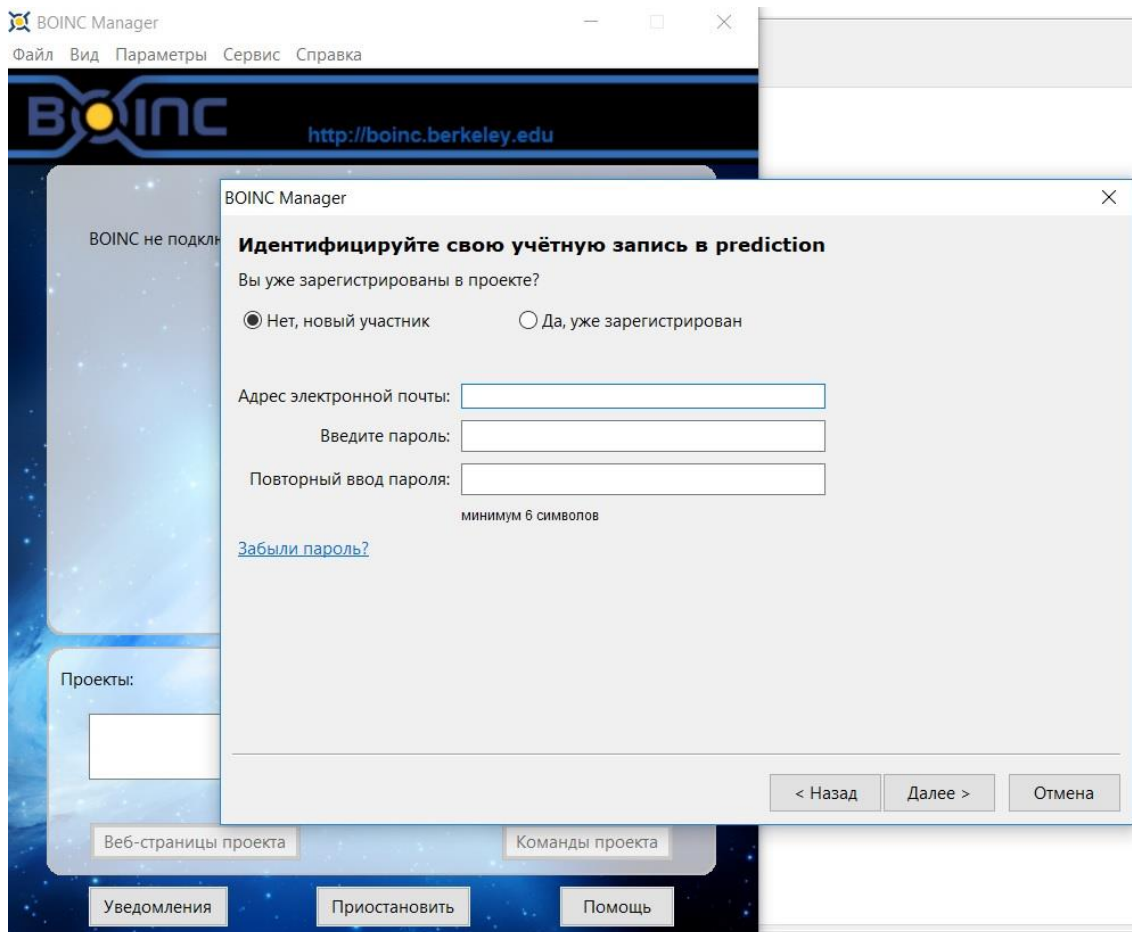 BOINC Manager
Файл Вид Параметры Сервис Справка
BOINC
http://boinc.berkeley.edu
BOINC Manager
BOINC не подклн
Идентифицируйте свою учётную запись в prediction
Вы уже зарегистрированы в проекте?
Нет, новый участник Да, уже зарегистрирован
Адрес электронной почты:
Введите пароль:
Повторный ввод пароля:
минимум 6 символов
Забыли пароль?
Проекты:
< Назад Далее > Отмена
Веб-страницы проекта Команды проекта
Уведомления Приостановить Помощь